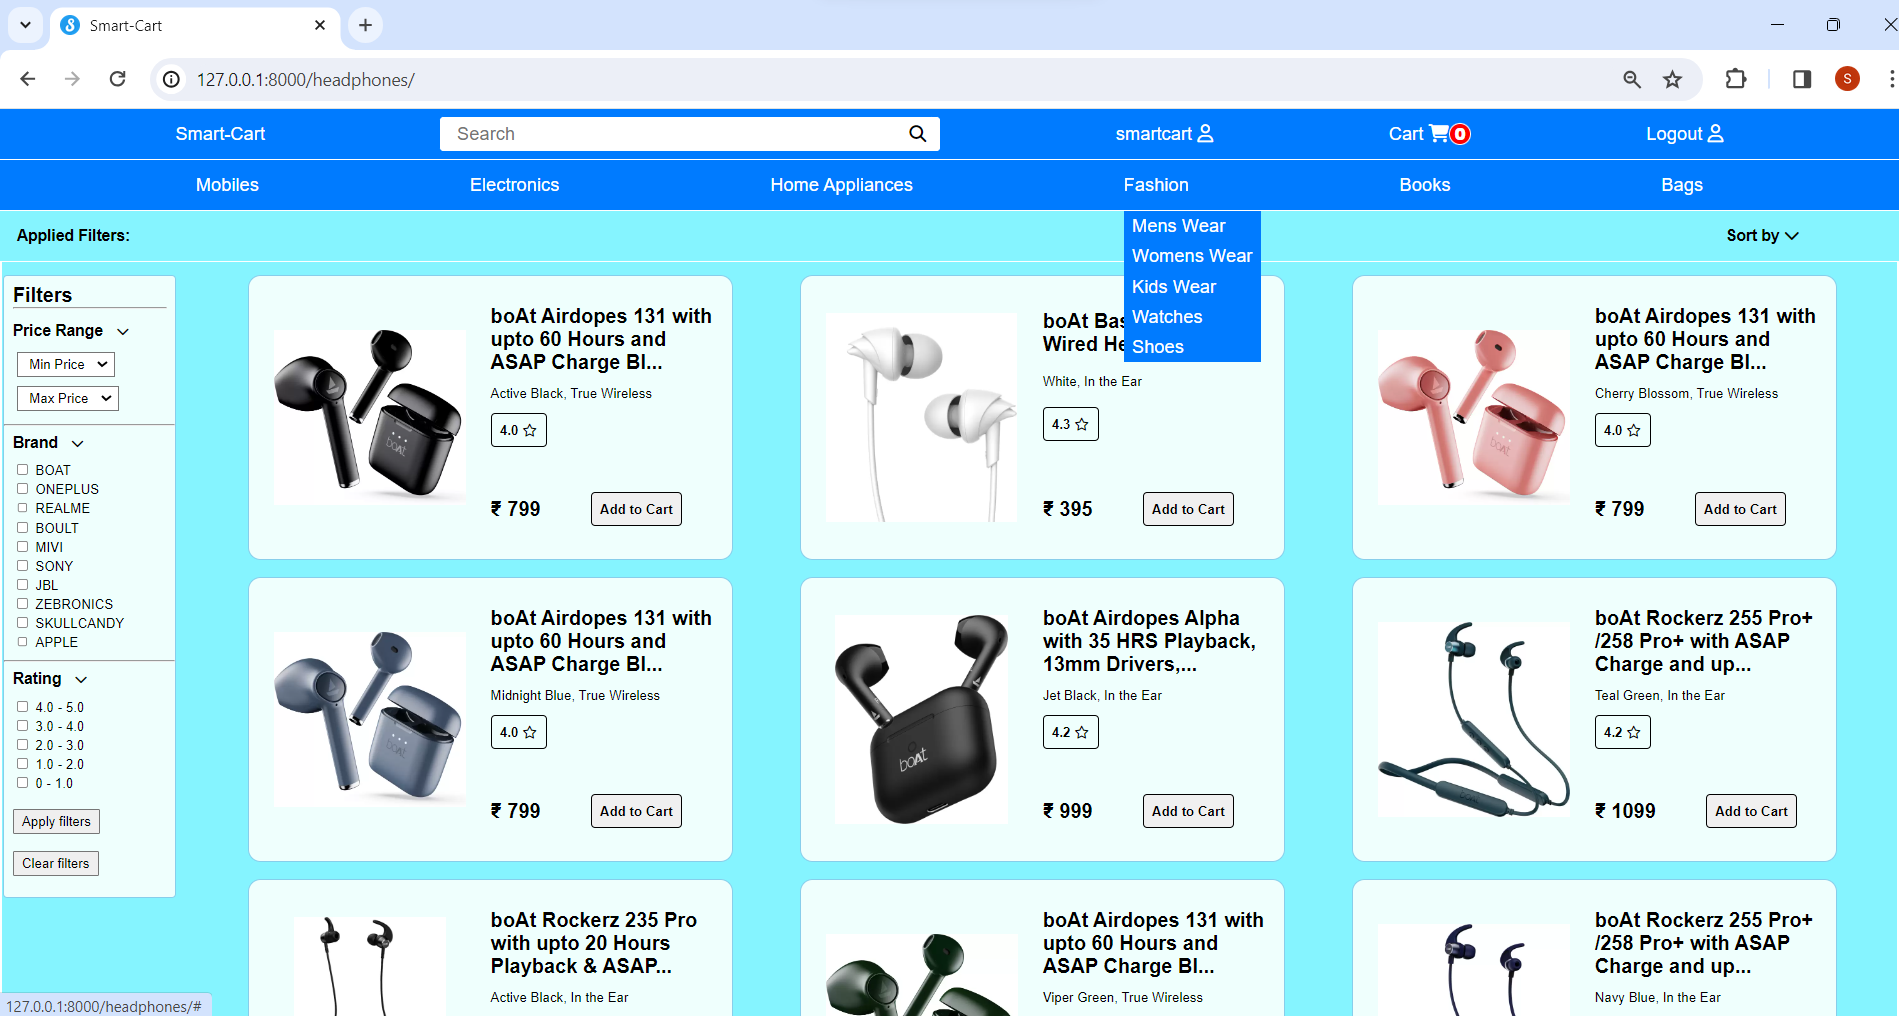 Smart-Cart
127.0.0.1:8000/headphones/
S
Smart-Cart
Search
smartcart
Cart 0
Logout
Mobiles
Electronics
Home Appliances
Fashion
Books
Bags
Mens Wear
Womens Wear
Kids Wear
Watches
Shoes
Applied Filters:
Sort by
Filters
Price Range
Min Price
Max Price
Brand
BOAT
ONEPLUS
REALME
BOULT
MIVI
SONY
JBL
ZEBRONICS
SKULLCANDY
APPLE
Rating
4.0 - 5.0
3.0 - 4.0
2.0 - 3.0
1.0 - 2.0
0 - 1.0
Apply filters
Clear filters
boAt Airdopes 131 with
upto 60 Hours and
ASAP Charge Bl...
Active Black, True Wireless
4.0
₹ 799
Add to Cart
boAt
Wired
White, In the Ear
4.3
₹ 395
Add to Cart
boAt Airdopes 131 with
upto 60 Hours and
ASAP Charge Bl...
Cherry Blossom, True Wireless
4.0
₹ 799
Add to Cart
boAt Airdopes 131 with
upto 60 Hours and
ASAP Charge Bl...
Midnight Blue, True Wireless
4.0
₹ 799
Add to Cart
boAt
boAt Airdopes Alpha
with 35 HRS Playback,
13mm Drivers,...
Jet Black, In the Ear
4.2
₹ 999
Add to Cart
boAt Rockerz 255 Pro+
/258 Pro+ with ASAP
Charge and up...
Teal Green, In the Ear
4.2
₹ 1099
Add to Cart
boAt Rockerz 235 Pro
with upto 20 Hours
Playback & ASAP...
Active Black, In the Ear
boAt Airdopes 131 with
upto 60 Hours and
ASAP Charge Bl...
Viper Green, True Wireless
boAt Rockerz 255 Pro+
/258 Pro+ with ASAP
Charge and up...
Navy Blue, In the Ear
127.0.0.1:8000/headphones/#